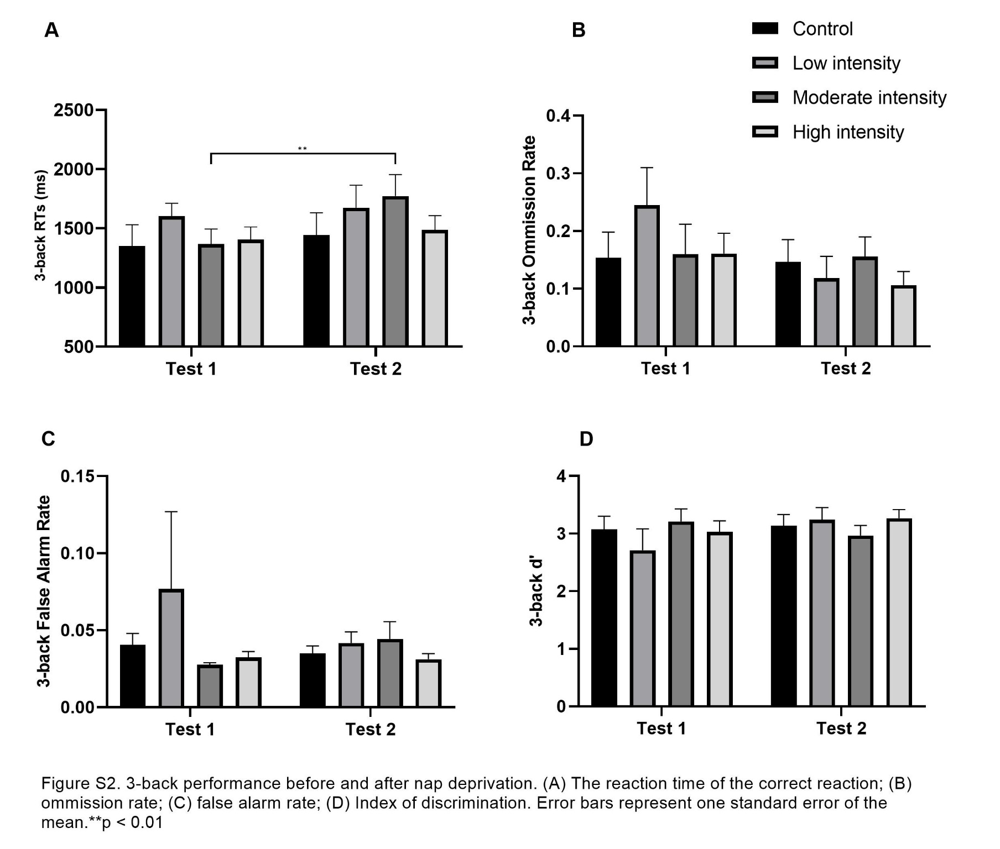 A
2500
2000
1500
1000
500
3-back RTs (ms)
**
Test 1
Test 2
B
Control
Low intensity
Moderate intensity
High intensity
0.4
0.3
0.2
0.1
0.0
3-back Ommission Rate
Test 1
Test 2
C
0.15
0.10
0.05
0.00
3-back False Alarm Rate
Test 1
Test 2
D
4
3
2
1
0
3-back d'
Test 1
Test 2
Figure S2. 3-back performance before and after nap deprivation. (A) The reaction time of the correct reaction; (B)
ommission rate; (C) false alarm rate; (D) Index of discrimination. Error bars represent one standard error of the
mean.**p < 0.01